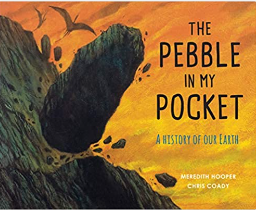 THE
PEBBLE
IN MY
POCKET
A HISTORY OF OUR EARTH
MEREDITH HOOPER
CHRIS COADY